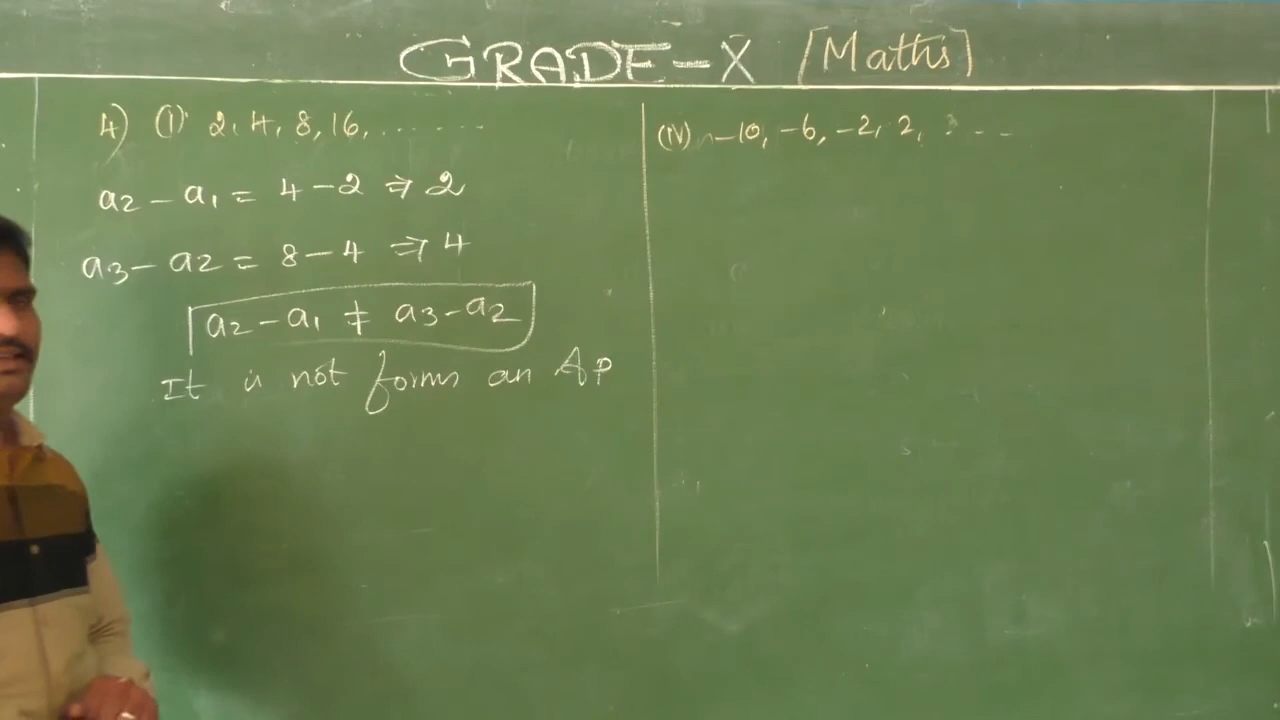 GRADE-X [Maths]
4) (I) 2, 4, 8, 16, .......
a2 - a1 = 4 - 2 ⇒ 2
a3 - a2 = 8 - 4 ⇒ 4
a2 - a1 ≠ a3 - a2
It is not forms an AP
(IV) -10, -6, -2, 2, ....